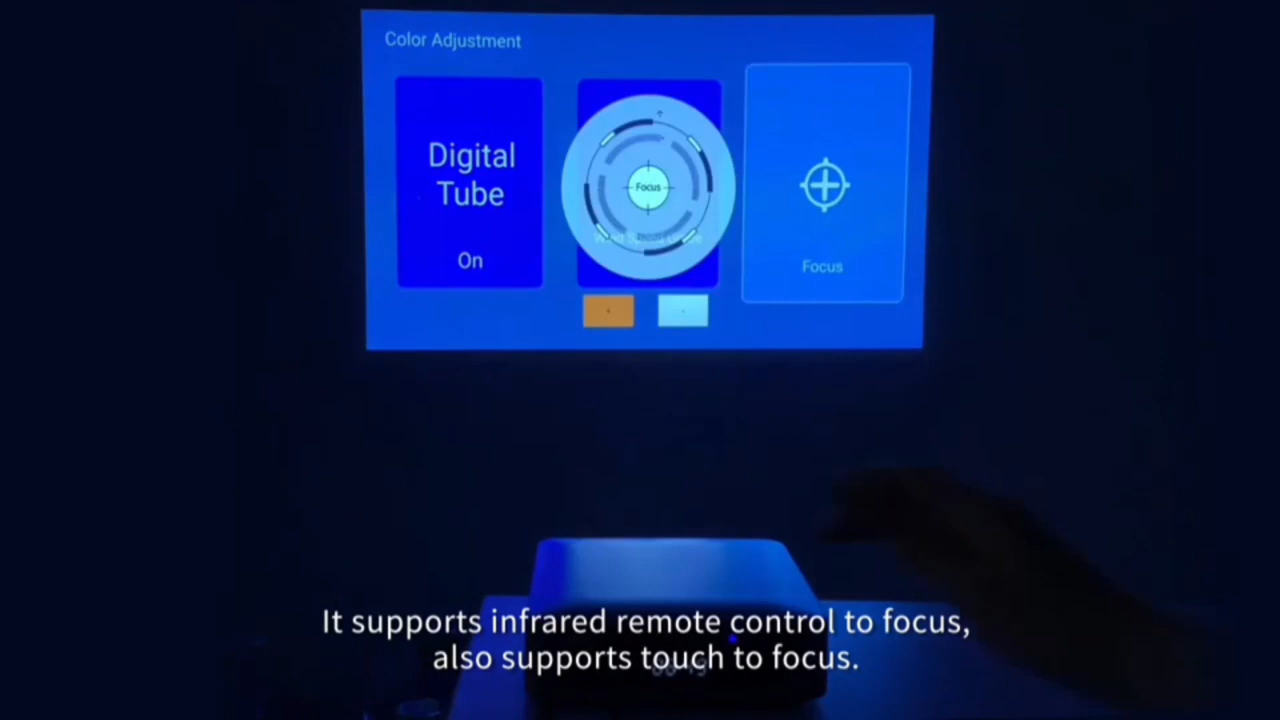 Color Adjustment
Digital
Tube
On
Focus
Focus
It supports infrared remote control to focus,
also supports touch to focus.